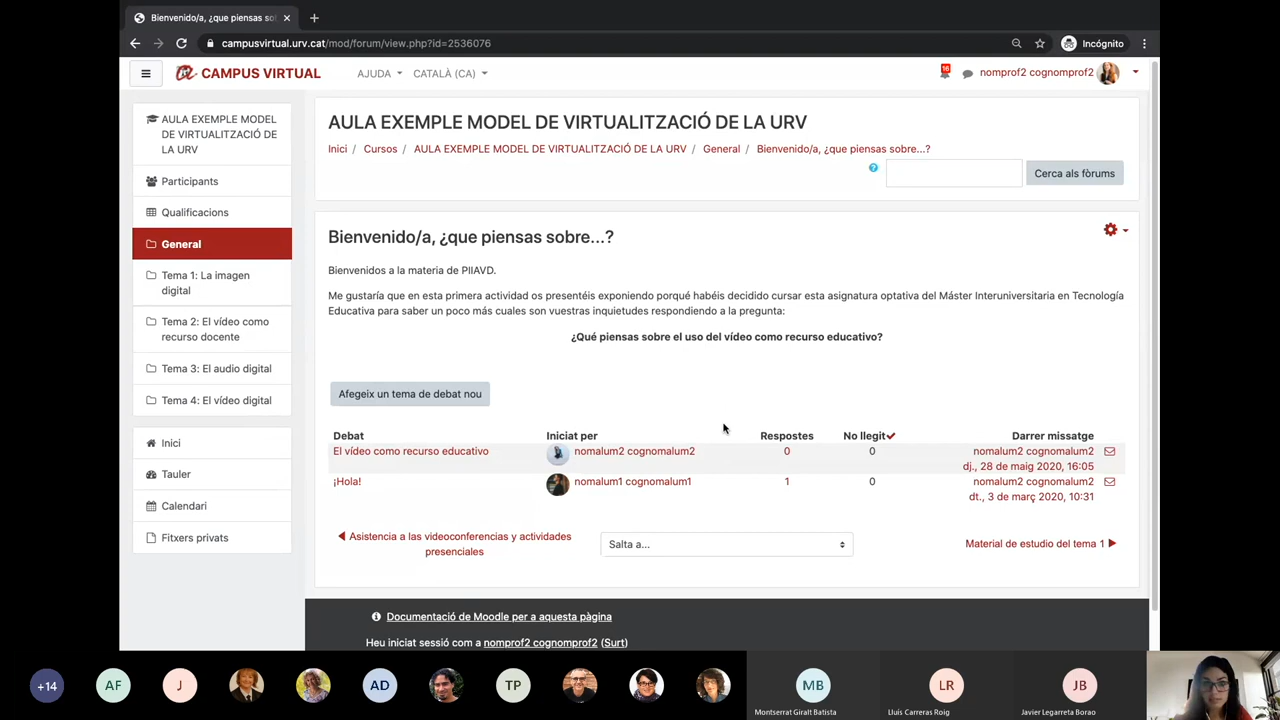 Bienvenido/a, ¿que piensas so
campusvirtual.urv.cat/mod/forum/view.php?id=2536076
Incógnito
CAMPUS VIRTUAL
AJUDA
CATALÀ (CA)
16
nomprof2 cognomprof2
AULA EXEMPLE MODEL
DE VIRTUALITZACIÓ DE
LA URV
Participants
Qualificacions
General
Tema 1: La imagen
digital
Tema 2: El vídeo como
recurso docente
Tema 3: El audio digital
Tema 4: El vídeo digital
Inici
Tauler
Calendari
Fitxers privats
AULA EXEMPLE MODEL DE VIRTUALITZACIÓ DE LA URV
Inici / Cursos / AULA EXEMPLE MODEL DE VIRTUALITZACIÓ DE LA URV / General / Bienvenido/a, ¿que piensas sobre...?
Cerca als fòrums
Bienvenido/a, ¿que piensas sobre...?
Bienvenidos a la materia de PIIAVD.
Me gustaría que en esta primera actividad os presentéis exponiendo porqué habéis decidido cursar esta asignatura optativa del Máster Interuniversitaria en Tecnología
Educativa para saber un poco más cuales son vuestras inquietudes respondiendo a la pregunta:
¿Qué piensas sobre el uso del vídeo como recurso educativo?
Afegeix un tema de debat nou
Debat Iniciat per Respostes No llegit Darrer missatge
El vídeo como recurso educativo nomalum2 cognomalum2 0 0 nomalum2 cognomalum2
dj., 28 de maig 2020, 16:05
¡Hola! nomalum1 cognomalum1 1 0 nomalum2 cognomalum2
dt., 3 de març 2020, 10:31
Asistencia a las videoconferencias y actividades
presenciales
Salta a...
Material de estudio del tema 1
Documentació de Moodle per a aquesta pàgina
Heu iniciat sessió com a nomprof2 cognomprof2 (Surt)
+14
AF
J
AD
TP
MB
LR
JB
Montserrat Giralt Batista
Lluís Carreras Roig
Javier Legarreta Borao